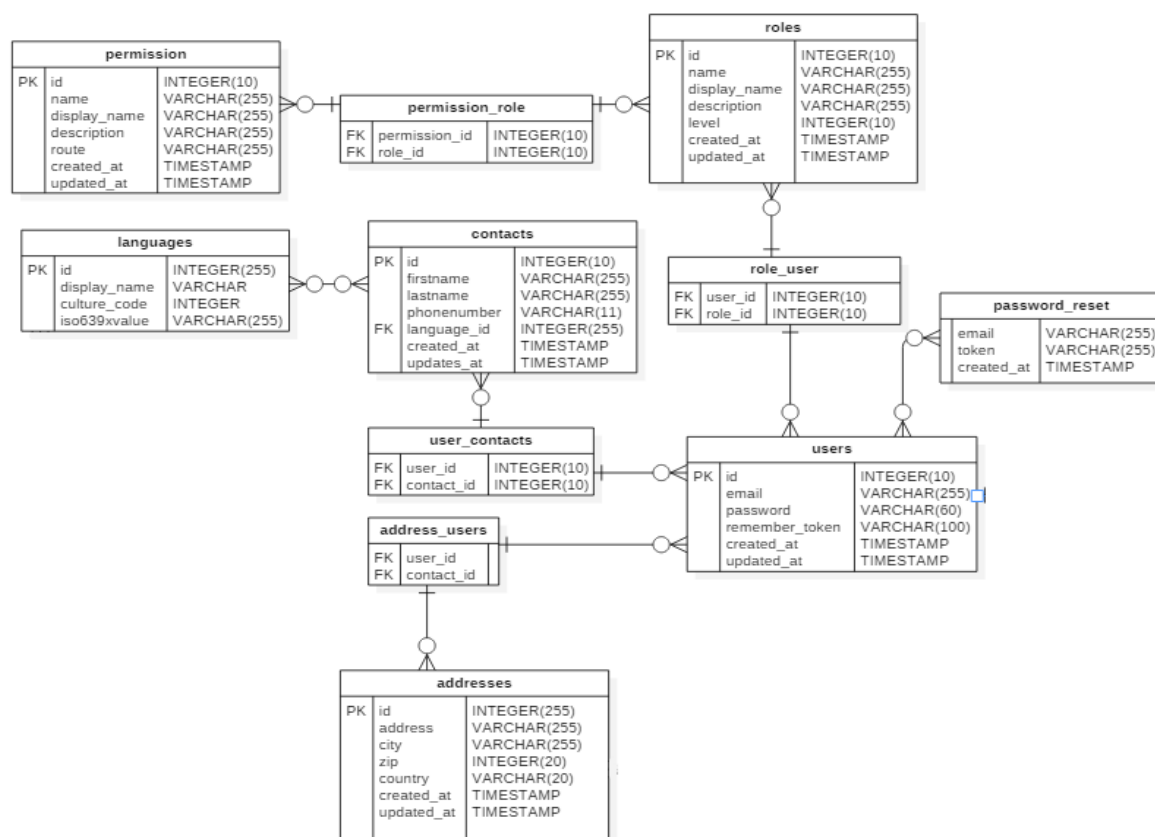 permission
PK id INTEGER(10)
name VARCHAR(255)
display_name VARCHAR(255)
description VARCHAR(255)
route VARCHAR(255)
created_at TIMESTAMP
updated_at TIMESTAMP
permission_role
FK permission_id INTEGER(10)
FK role_id INTEGER(10)
roles
PK id INTEGER(10)
name VARCHAR(255)
display_name VARCHAR(255)
description VARCHAR(255)
level INTEGER(10)
created_at TIMESTAMP
updated_at TIMESTAMP
languages
PK id INTEGER(255)
display_name VARCHAR
culture_code INTEGER
iso639xvalue VARCHAR(255)
contacts
PK id INTEGER(10)
firstname VARCHAR(255)
lastname VARCHAR(255)
phonenumber VARCHAR(11)
FK language_id INTEGER(255)
created_at TIMESTAMP
updates_at TIMESTAMP
role_user
FK user_id INTEGER(10)
FK role_id INTEGER(10)
password_reset
email VARCHAR(255)
token VARCHAR(255)
created_at TIMESTAMP
user_contacts
FK user_id INTEGER(10)
FK contact_id INTEGER(10)
users
PK id INTEGER(10)
email VARCHAR(255)
password VARCHAR(60)
remember_token VARCHAR(100)
created_at TIMESTAMP
updated_at TIMESTAMP
address_users
FK user_id
FK contact_id
addresses
PK id INTEGER(255)
address VARCHAR(255)
city VARCHAR(255)
zip INTEGER(20)
country VARCHAR(20)
created_at TIMESTAMP
updated_at TIMESTAMP